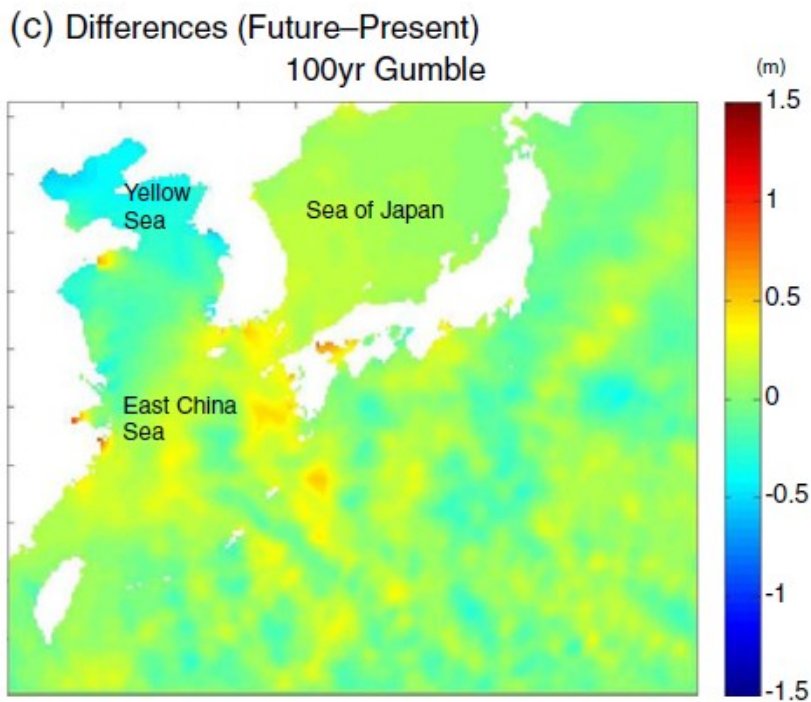 (c) Differences (Future–Present)
100yr Gumble
(m)
1.5
1
0.5
0
-0.5
-1
-1.5
Yellow
Sea
Sea of Japan
East China
Sea